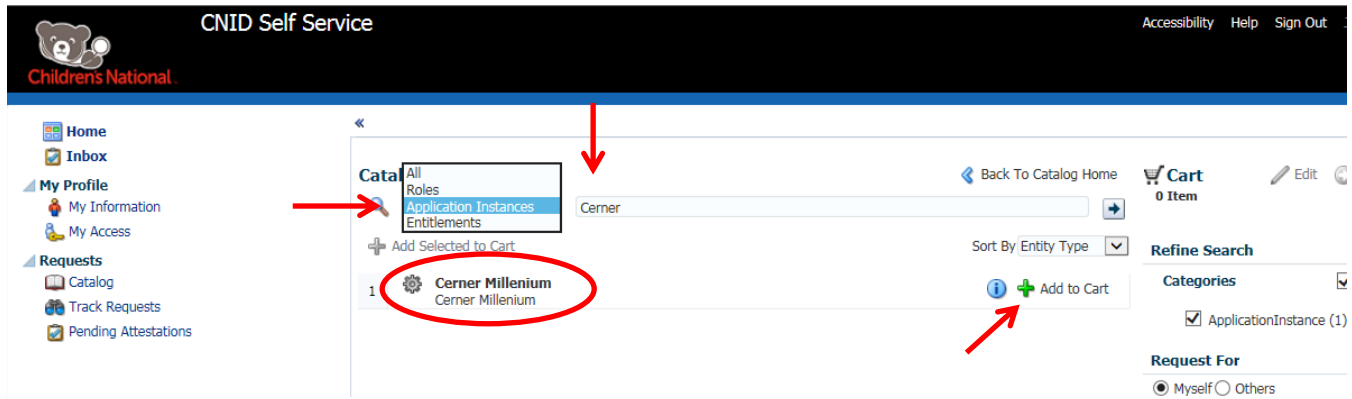 CNID Self Service
Accessibility Help Sign Out
Children's National
«
Home
Inbox
My Profile
My Information
My Access
Requests
Catalog
Track Requests
Pending Attestations
All
Roles
Application Instances
Entitlements
Back To Catalog Home
Cerner
Add Selected to Cart
Sort By Entity Type
1 Cerner Millenium
Cerner Millenium
Add to Cart
Cart
Edit
0 Item
Refine Search
Categories
ApplicationInstance (1)
Request For
Myself Others